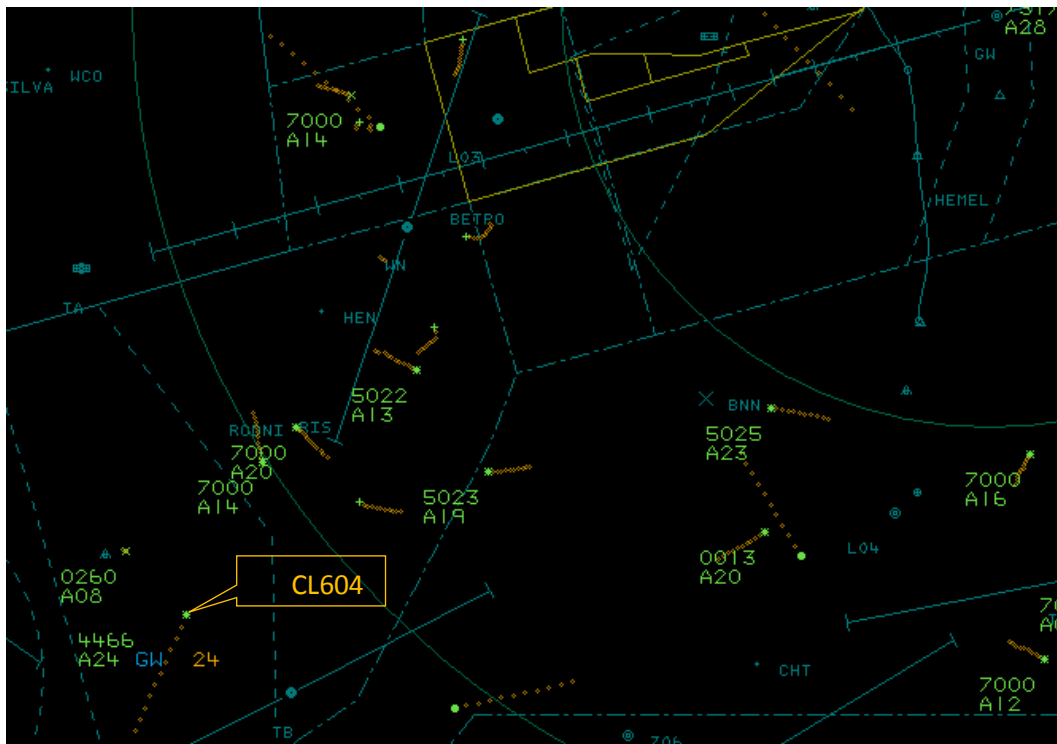 A28
GW
WCO
SILVA
7000
A14
L03
HEMEL
BETRO
WN
TA
HEN
5022
A13
BNN
RODNI
RIS
5025
A23
7000
A20
7000
A14
5023
A19
7000
A16
L04
0013
A20
0260
A08
CL604
4466
A24 GW 24
CHT
7000
A12
TB